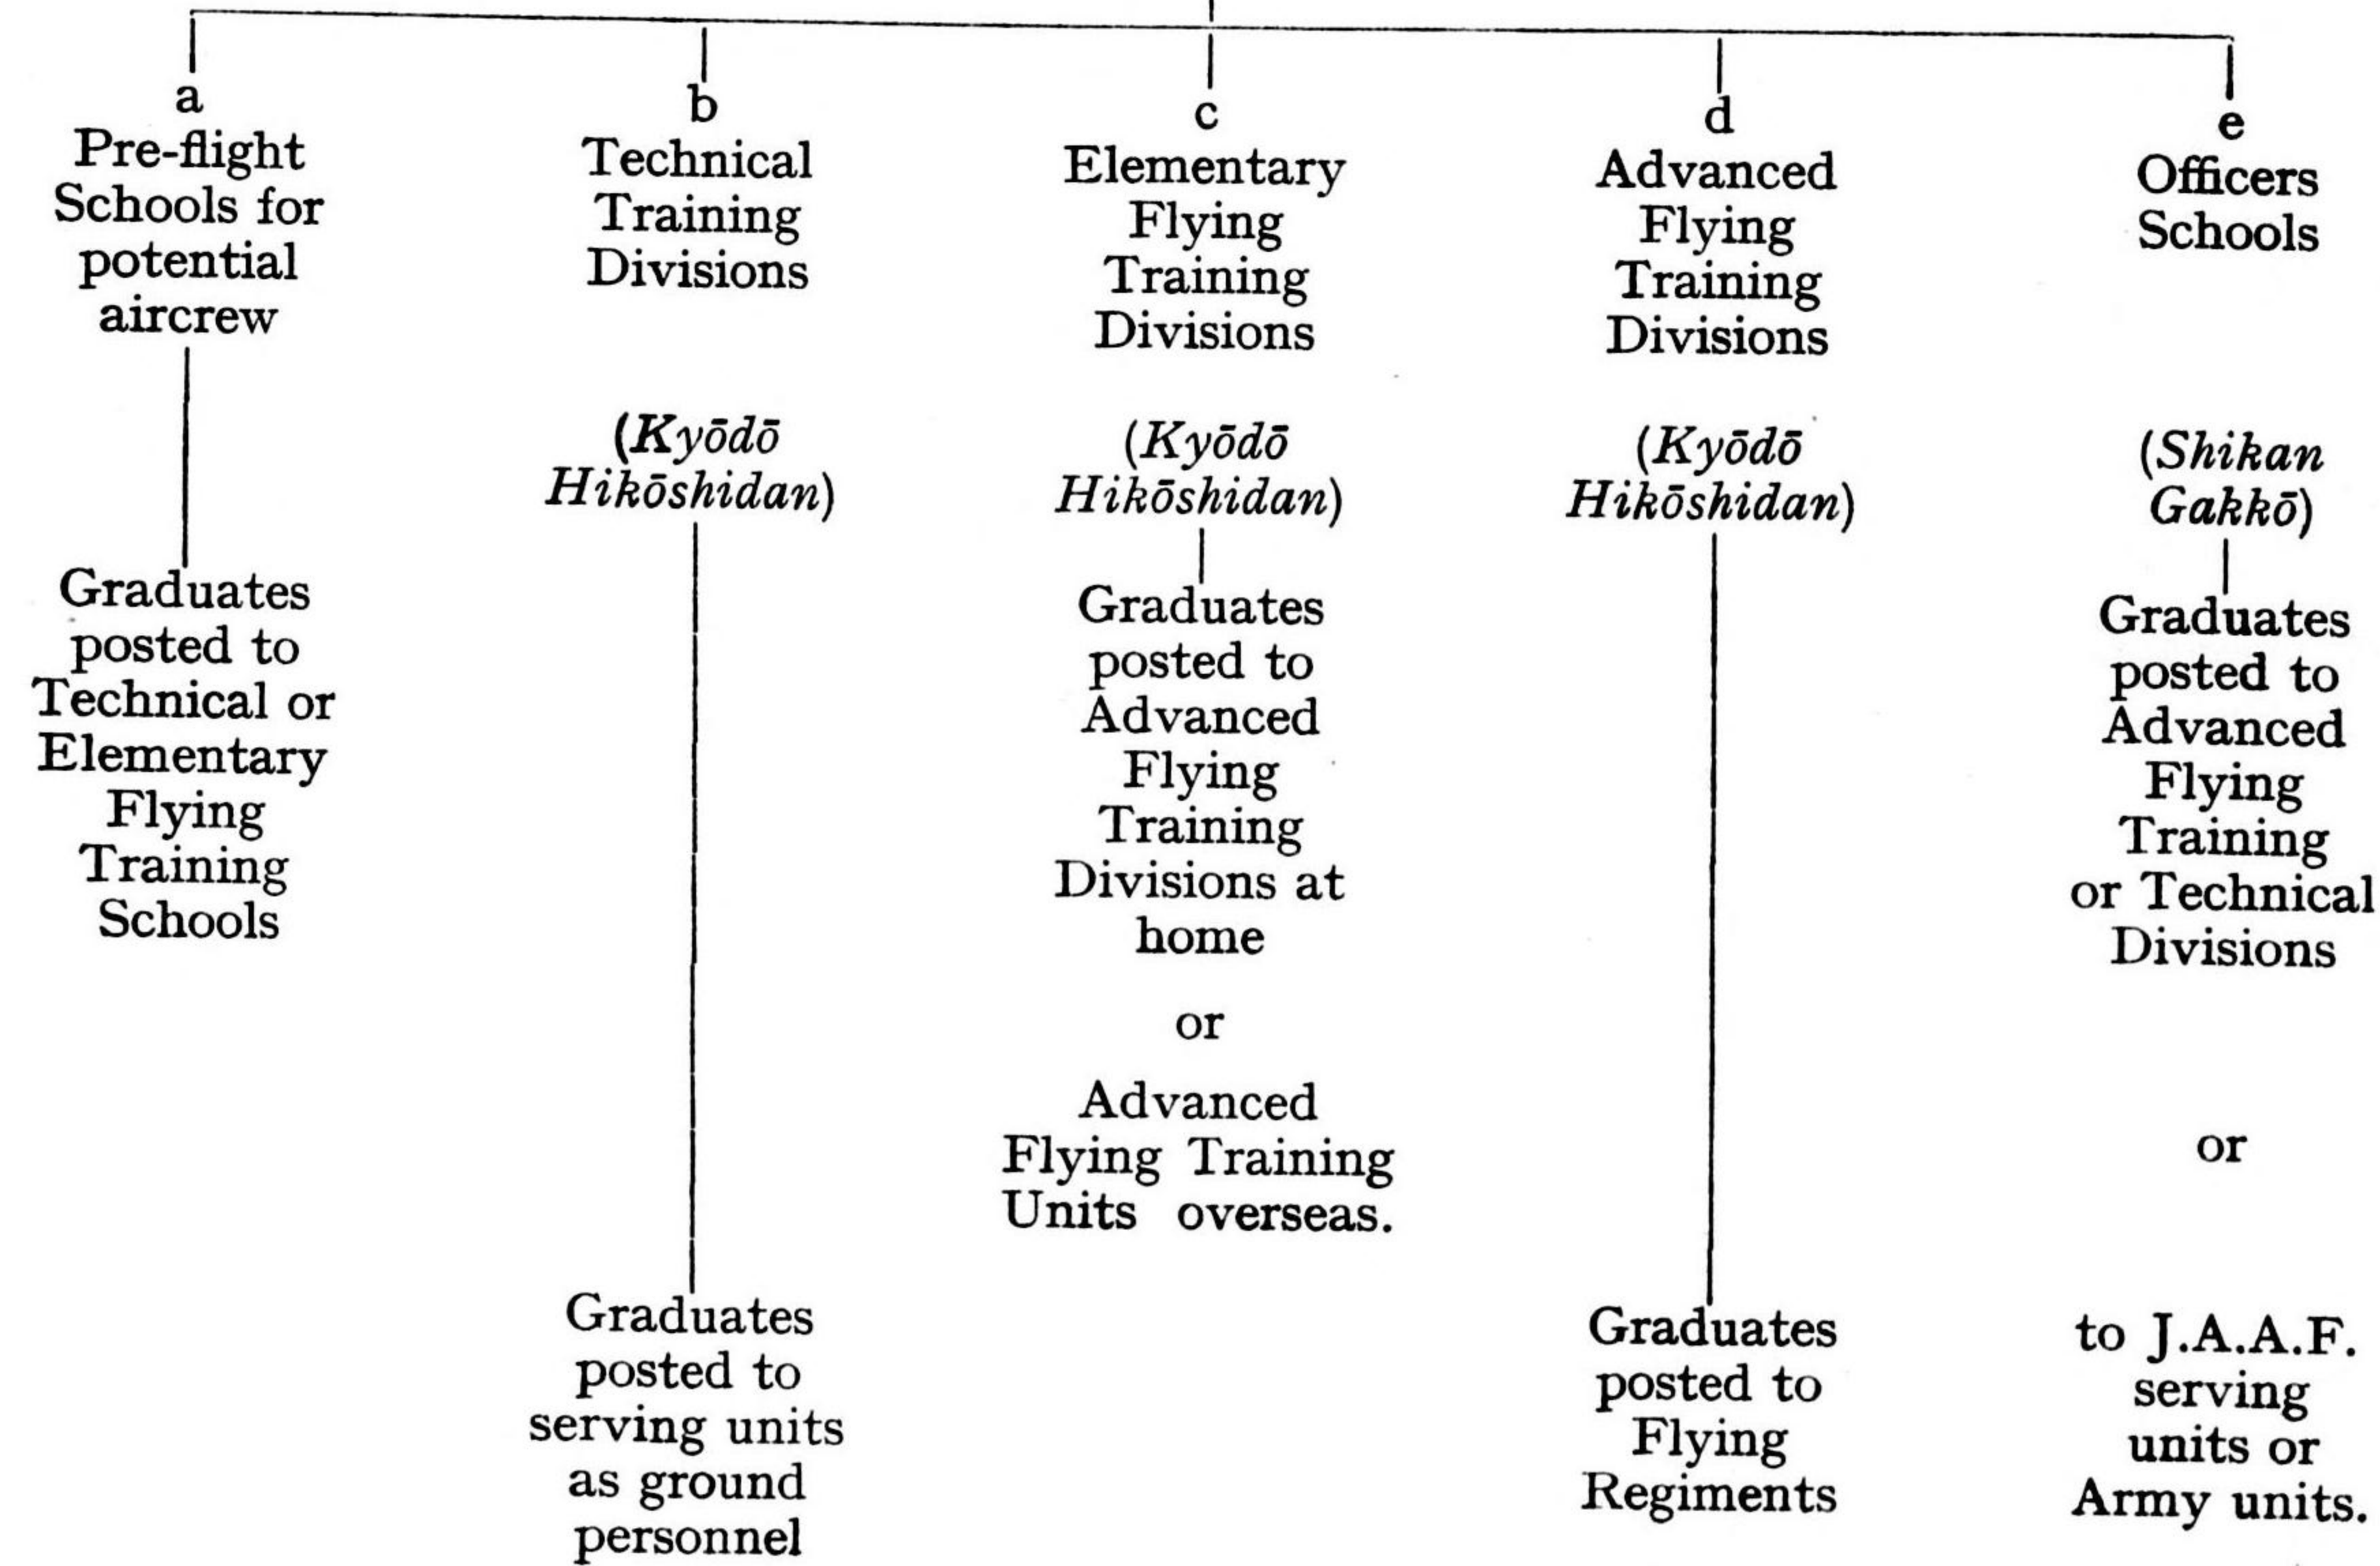 a
Pre-flight
Schools for
potential
aircrew
Graduates
posted to
Technical or
Elementary
Flying
Training
Schools
b
Technical
Training
Divisions
(Kyōdō
Hikōshidan)
Graduates
posted to
serving units
as ground
personnel
c
Elementary
Flying
Training
Divisions
(Kyōdō
Hikōshidan)
Graduates
posted to
Advanced
Flying
Training
Divisions at
home
or
Advanced
Flying Training
Units overseas.
d
Advanced
Flying
Training
Divisions
(Kyōdō
Hikōshidan)
Graduates
posted to
Flying
Regiments
e
Officers
Schools
(Shikan
Gakkō)
Graduates
posted to
Advanced
Flying
Training
or Technical
Divisions
or
to J.A.A.F.
serving
units or
Army units.